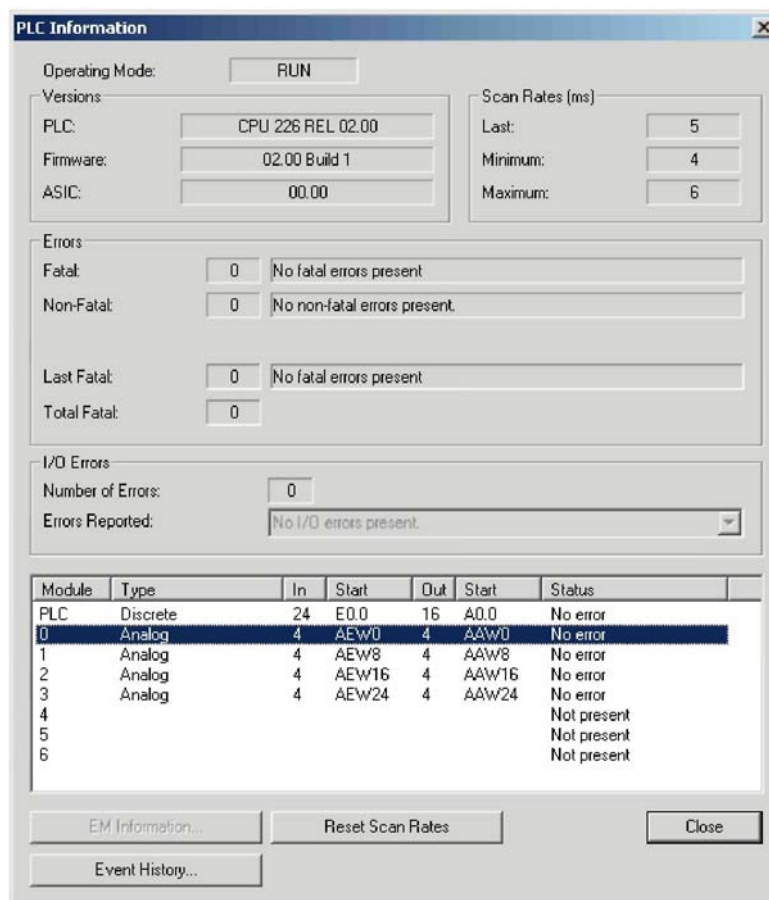 PLC Information
Operating Mode: RUN
Versions
PLC: CPU 226 REL 02.00
Firmware: 02.00 Build 1
ASIC: 00.00
Scan Rates (ms)
Last: 5
Minimum: 4
Maximum: 6
Errors
Fatal: 0 No fatal errors present
Non-Fatal: 0 No non-fatal errors present.
Last Fatal: 0 No fatal errors present
Total Fatal: 0
I/O Errors
Number of Errors: 0
Errors Reported: No I/O errors present.
Module Type In Start Out Start Status
PLC Discrete 24 E0.0 16 A0.0 No error
0 Analog 4 AEW0 4 AAW0 No error
1 Analog 4 AEW8 4 AAW8 No error
2 Analog 4 AEW16 4 AAW16 No error
3 Analog 4 AEW24 4 AAW24 No error
4 Not present
5 Not present
6 Not present
EM Information... Reset Scan Rates Close
Event History...